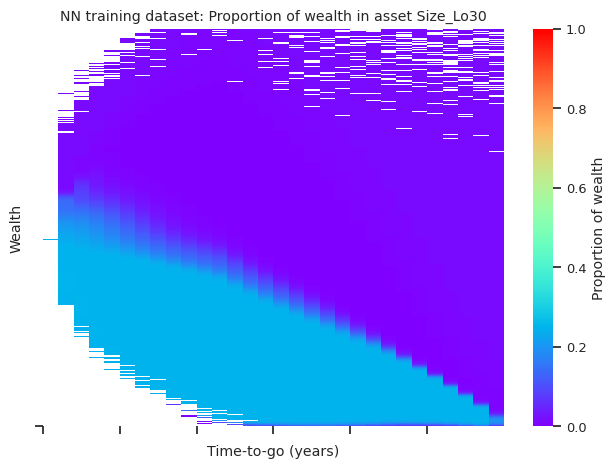 NN training dataset: Proportion of wealth in asset Size_Lo30
Wealth
Time-to-go (years)
1.0
0.8
0.6
0.4
0.2
0.0
Proportion of wealth